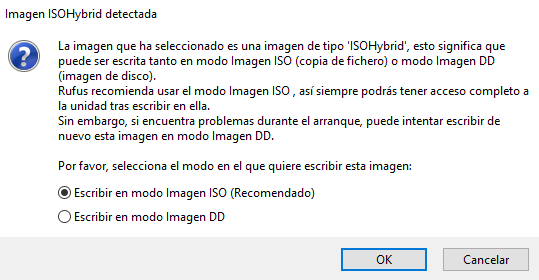 Imagen ISOHybrid detectada
La imagen que ha seleccionado es una imagen de tipo 'ISOHybrid', esto significa que
puede ser escrita tanto en modo Imagen ISO (copia de fichero) o modo Imagen DD
(imagen de disco).
Rufus recomienda usar el modo Imagen ISO , así siempre podrás tener acceso completo a
la unidad tras escribir en ella.
Sin embargo, si encuentra problemas durante el arranque, puede intentar escribir de
nuevo esta imagen en modo Imagen DD.
Por favor, selecciona el modo en el que quiere escribir esta imagen:
Escribir en modo Imagen ISO (Recomendado)
Escribir en modo Imagen DD
OK
Cancelar